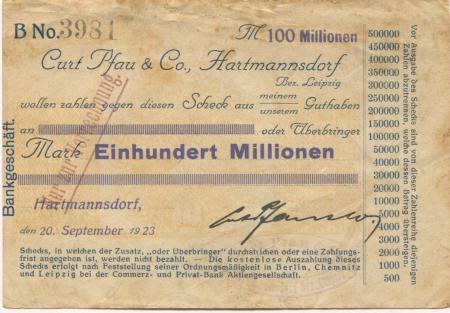 B No. 3981
M 100 Millionen
Curt Pfau & Co., Hartmannsdorf
Bez. Leipzig
wollen zahlen gegen diesen Scheck aus meinem Guthaben
unserem
an oder Überbringer
Mark Einhundert Millionen
Hartmannsdorf,
den 20. September 1923
Schecks, in welchen der Zusatz, „oder Überbringer" durchstrichen oder eine Zahlungs-
frist angegeben ist, werden nicht bezahlt. — Die kostenlose Auszahlung dieses
Schecks erfolgt nach Feststellung seiner Ordnungsmäßigkeit in Berlin, Chemnitz
und Leipzig bei der Commerz- und Privat-Bank Aktiengesellschaft.
Bankgeschäft.
Nur zur Verrechnung
500000
450000
400000
350000
300000
250000
200000
150000
100000
50000
40000
30000
20000
10000
5000
4000
3000
2000
1000
500
Vor Ausgabe des Schecks sind von dieser Zahlenreihe diejenigen
Zahlen abzutrennen, welche dessen Betrag übersteigen.